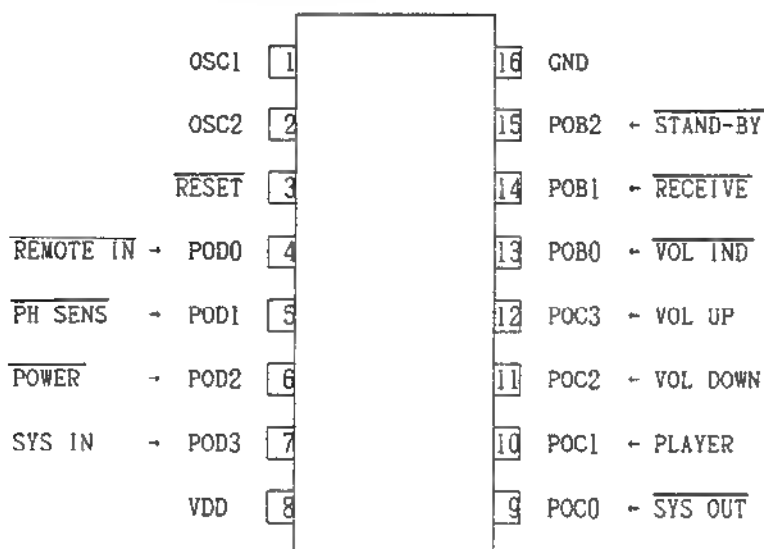 OSC1 1 16 GND
OSC2 2 15 POB2 ← STAND-BY
RESET 3 14 POB1 ← RECEIVE
REMOTE IN → POD0 4 13 POB0 ← VOL IND
PH SENS → POD1 5 12 POC3 ← VOL UP
POWER → POD2 6 11 POC2 ← VOL DOWN
SYS IN → POD3 7 10 POC1 ← PLAYER
VDD 8 9 POC0 ← SYS OUT